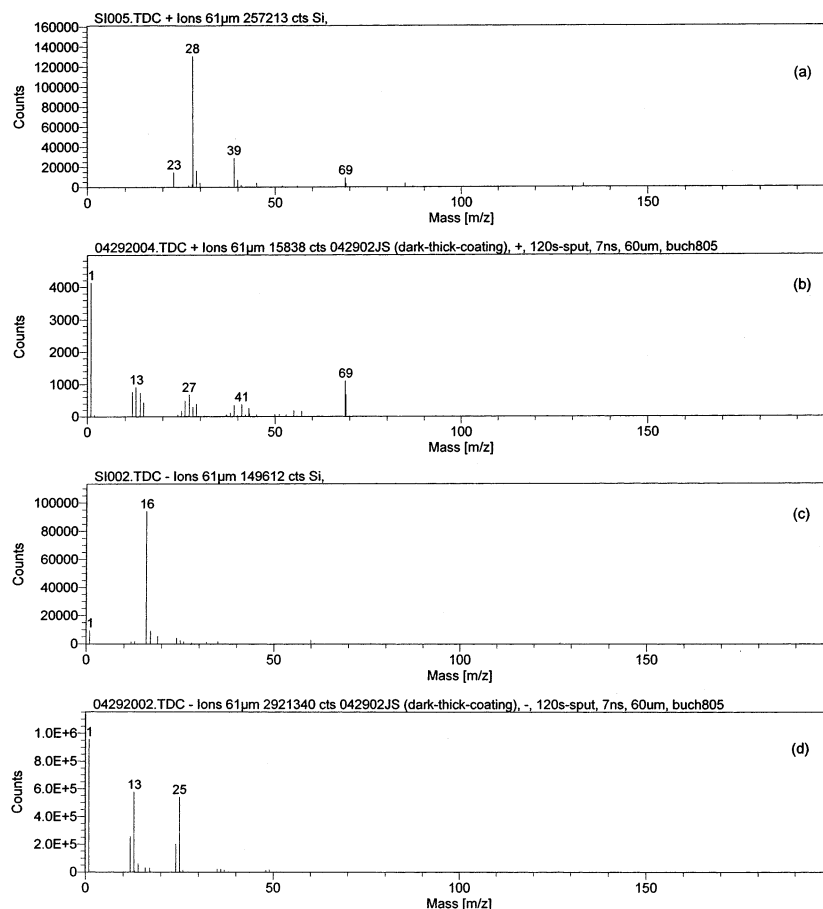 SI005.TDC + Ions 61µm 257213 cts Si,
160000
140000
120000
100000
80000
60000
40000
20000
0
Counts
28
23
39
69
(a)
0
50
100
150
Mass [m/z]
04292004.TDC + Ions 61µm 15838 cts 042902JS (dark-thick-coating), +, 120s-sput, 7ns, 60um, buch805
4000
3000
2000
1000
0
Counts
1
13
27
41
69
(b)
0
50
100
150
Mass [m/z]
SI002.TDC - Ions 61µm 149612 cts Si,
100000
80000
60000
40000
20000
0
Counts
1
16
(c)
0
50
100
150
Mass [m/z]
04292002.TDC - Ions 61µm 2921340 cts 042902JS (dark-thick-coating), -, 120s-sput, 7ns, 60um, buch805
1.0E+6
8.0E+5
6.0E+5
4.0E+5
2.0E+5
0
Counts
1
13
25
(d)
0
50
100
150
Mass [m/z]